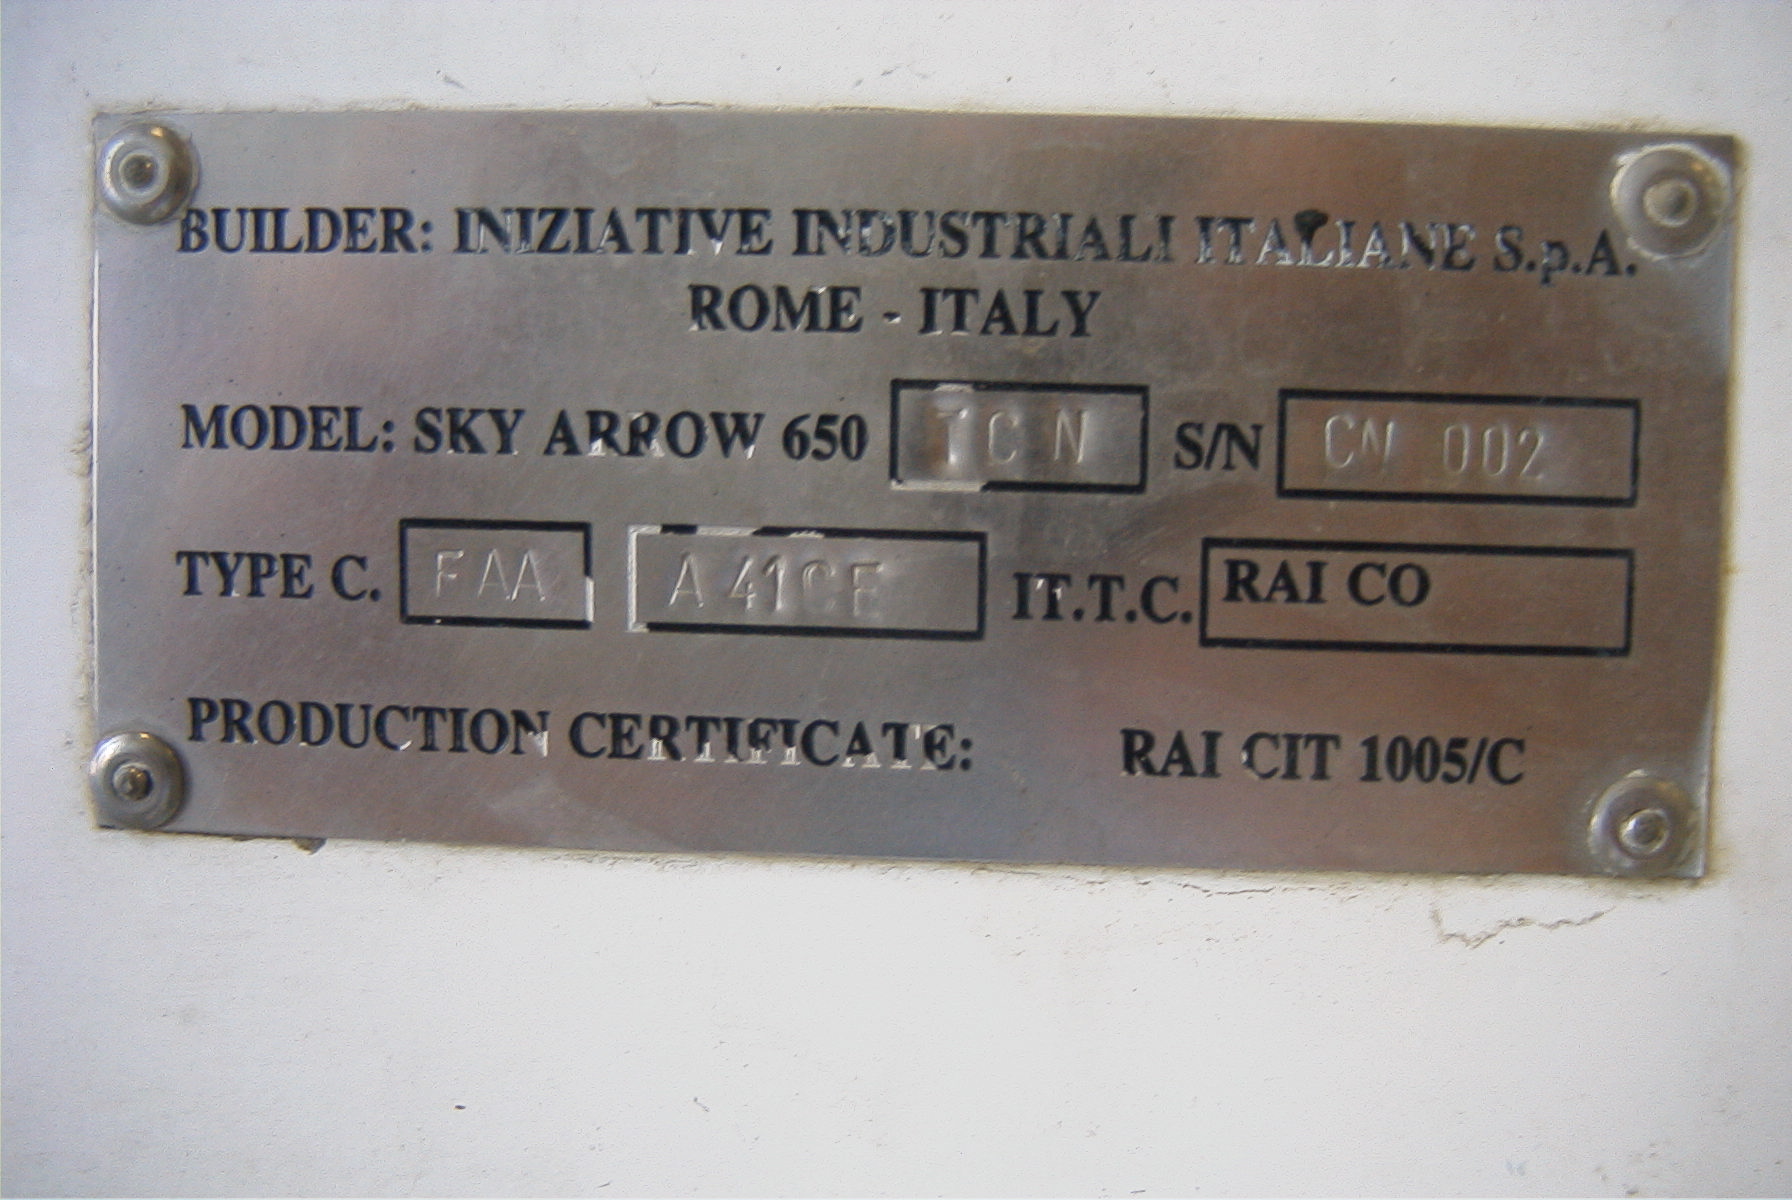 BUILDER: INIZIATIVE INDUSTRIALI ITALIANE S.p.A.
ROME - ITALY
MODEL: SKY ARROW 650 TCN S/N CN 002
TYPE C. FAA A41CE IT.T.C. RAI CO
PRODUCTION CERTIFICATE: RAI CIT 1005/C